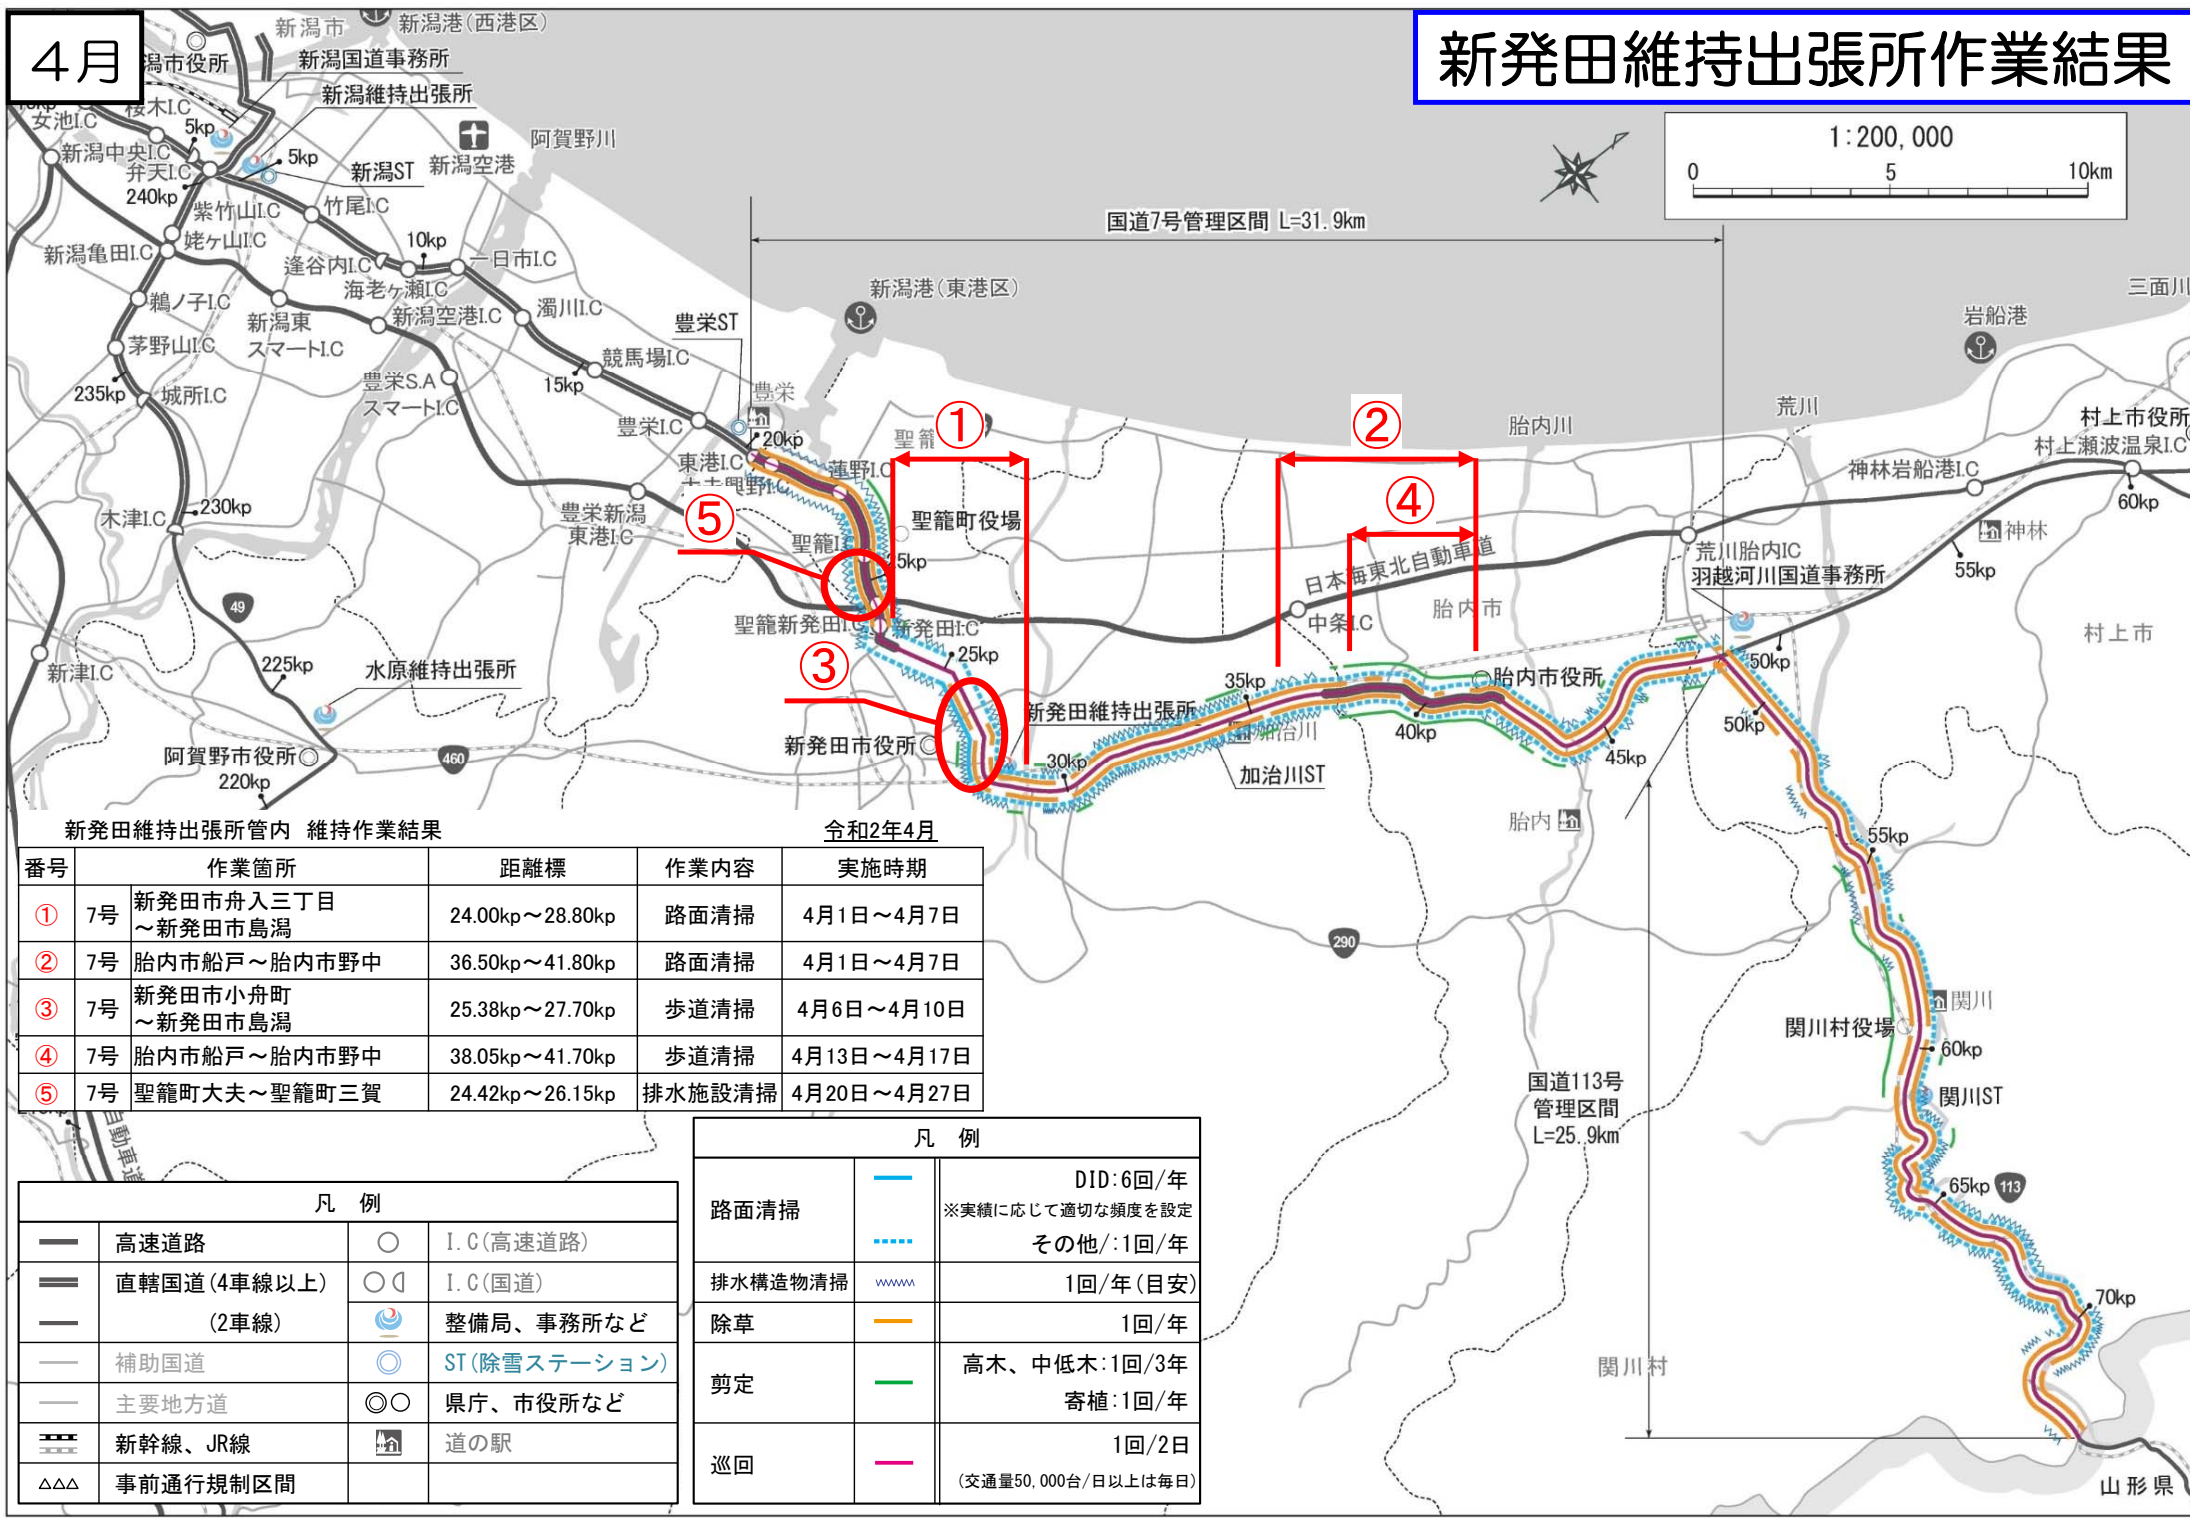 ４月
新発田維持出張所作業結果
新潟市
新潟港(西港区)
潟市役所
新潟国道事務所
新潟維持出張所
桜木I.C
女池I.C
5kp
新潟中央I.C
弁天I.C
5kp
新潟ST
新潟空港
阿賀野川
240kp
紫竹山I.C
竹尾I.C
姥ヶ山I.C
新潟亀田I.C
10kp
逢谷内I.C
一日市I.C
海老ヶ瀬I.C
鵜ノ子I.C
新潟東
スマートI.C
新潟空港I.C
濁川I.C
茅野山I.C
競馬場I.C
15kp
235kp
城所I.C
豊栄S.A
スマートI.C
豊栄ST
豊栄
豊栄I.C
20kp
東港I.C
蓮野I.C
聖籠
新潟港(東港区)
国道7号管理区間 L=31.9km
1:200,000
0 5 10km
三面川
岩船港
荒川
胎内川
村上市役所
村上瀬波温泉I.C
神林岩船港I.C
60kp
神林
55kp
①
②
④
⑤
③
木津I.C
230kp
豊栄新潟
東港I.C
聖籠町役場
聖籠I.C
25kp
日本海東北自動車道
荒川胎内IC
羽越河川国道事務所
中条I.C
胎内市
村上市
49
聖籠新発田I.C
新発田I.C
25kp
新津I.C
225kp
水原維持出張所
50kp
35kp
胎内市役所
新発田維持出張所
加治川
40kp
50kp
新発田市役所
阿賀野市役所
460
220kp
30kp
加治川ST
45kp
胎内
55kp
290
関川
関川村役場
60kp
国道113号
管理区間
L=25.9km
関川ST
65kp
113
70kp
関川村
山形県
自動車道
新発田維持出張所管内 維持作業結果
令和2年4月
番号 作業箇所 距離標 作業内容 実施時期
① 7号 新発田市舟入三丁目
～新発田市島潟 24.00kp～28.80kp 路面清掃 4月1日～4月7日
② 7号 胎内市船戸～胎内市野中 36.50kp～41.80kp 路面清掃 4月1日～4月7日
③ 7号 新発田市小舟町
～新発田市島潟 25.38kp～27.70kp 歩道清掃 4月6日～4月10日
④ 7号 胎内市船戸～胎内市野中 38.05kp～41.70kp 歩道清掃 4月13日～4月17日
⑤ 7号 聖籠町大夫～聖籠町三賀 24.42kp～26.15kp 排水施設清掃 4月20日～4月27日
凡 例
高速道路 I.C(高速道路)
直轄国道(4車線以上) I.C(国道)
(2車線) 整備局、事務所など
補助国道 ST(除雪ステーション)
主要地方道 県庁、市役所など
新幹線、JR線 道の駅
事前通行規制区間
凡 例
路面清掃 DID:6回/年
※実績に応じて適切な頻度を設定
その他/:1回/年
排水構造物清掃 1回/年(目安)
除草 1回/年
剪定 高木、中低木:1回/3年
寄植:1回/年
巡回 1回/2日
(交通量50,000台/日以上は毎日)